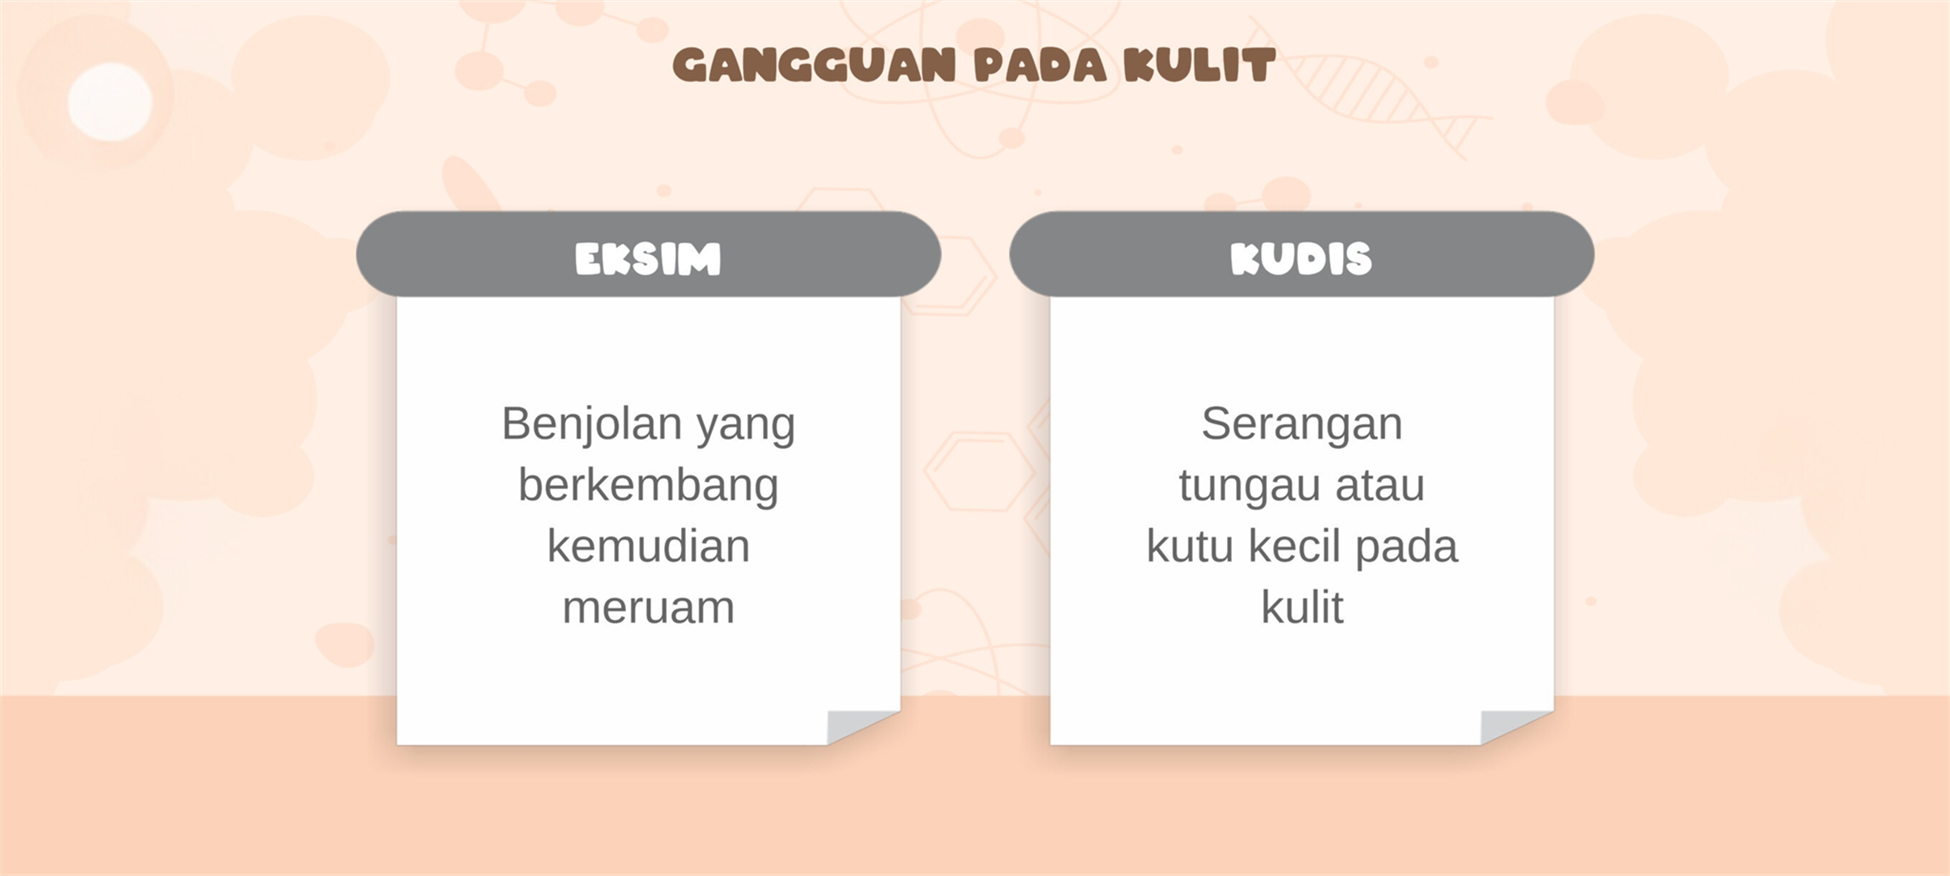 GANGGUAN PADA KULIT
EKSIM
Benjolan yang
berkembang
kemudian
meruam
KUDIS
Serangan
tungau atau
kutu kecil pada
kulit